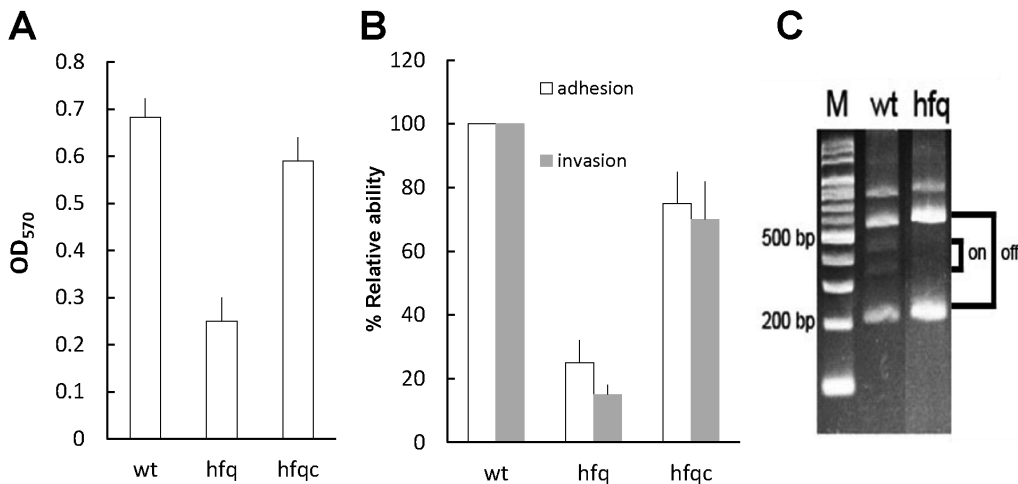 A
0.8
0.7
0.6
0.5
0.4
0.3
0.2
0.1
0
OD570
wt hfq hfqc
B
120
100
80
60
40
20
0
% Relative ability
adhesion
invasion
wt hfq hfqc
C
M wt hfq
500 bp
200 bp
on off